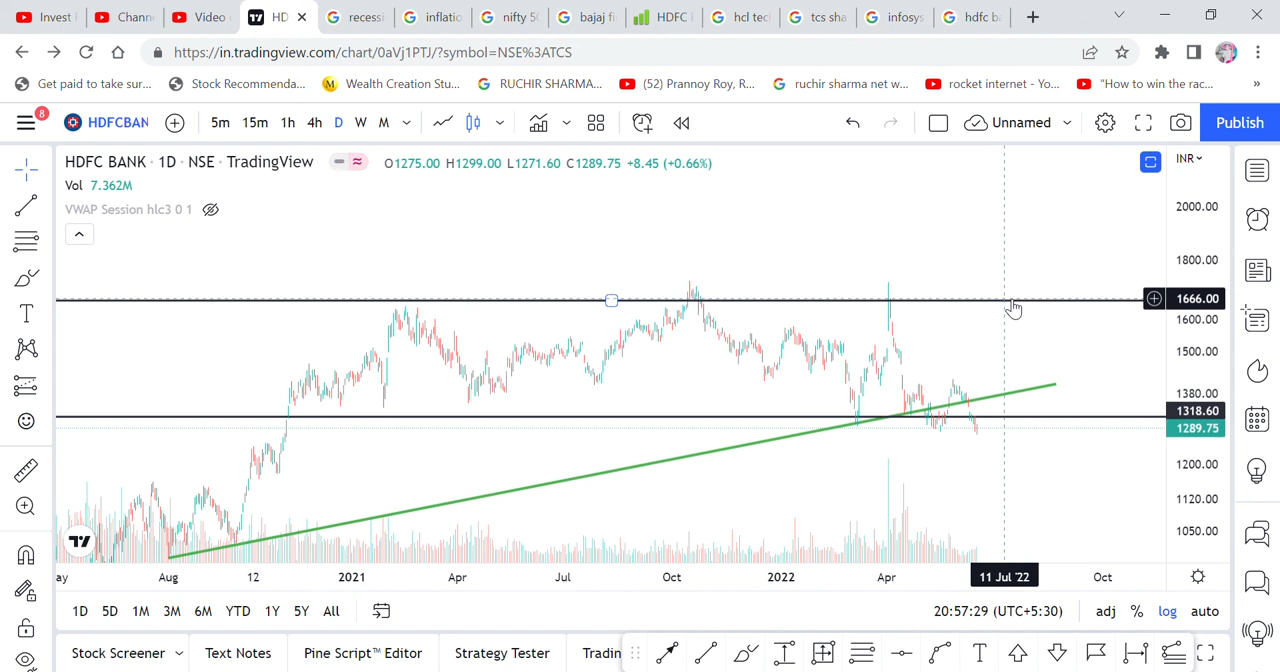 Invest
Chann
Video
HD
recess
inflatio
nifty 50
bajaj fi
HDFC
hcl tec
tcs sha
infosys
hdfc ba
https://in.tradingview.com/chart/0aVj1PTJ/?symbol=NSE%3ATCS
Get paid to take sur...
Stock Recommenda...
Wealth Creation Stu...
RUCHIR SHARMA...
(52) Prannoy Roy, R...
ruchir sharma net w...
rocket internet - Yo...
"How to win the rac...
8
HDFCBAN
5m 15m 1h 4h D W M
Unnamed
Publish
HDFC BANK · 1D · NSE · TradingView
O1275.00 H1299.00 L1271.60 C1289.75 +8.45 (+0.66%)
INR
Vol 7.362M
VWAP Session hlc3 0 1
2000.00
1800.00
1666.00
1600.00
1500.00
1380.00
1318.60
1289.75
1200.00
1120.00
1050.00
ay Aug 12 2021 Apr Jul Oct 2022 Apr 11 Jul '22 Oct
1D 5D 1M 3M 6M YTD 1Y 5Y All
20:57:29 (UTC+5:30)
adj % log auto
Stock Screener
Text Notes
Pine Script™ Editor
Strategy Tester
Tradin